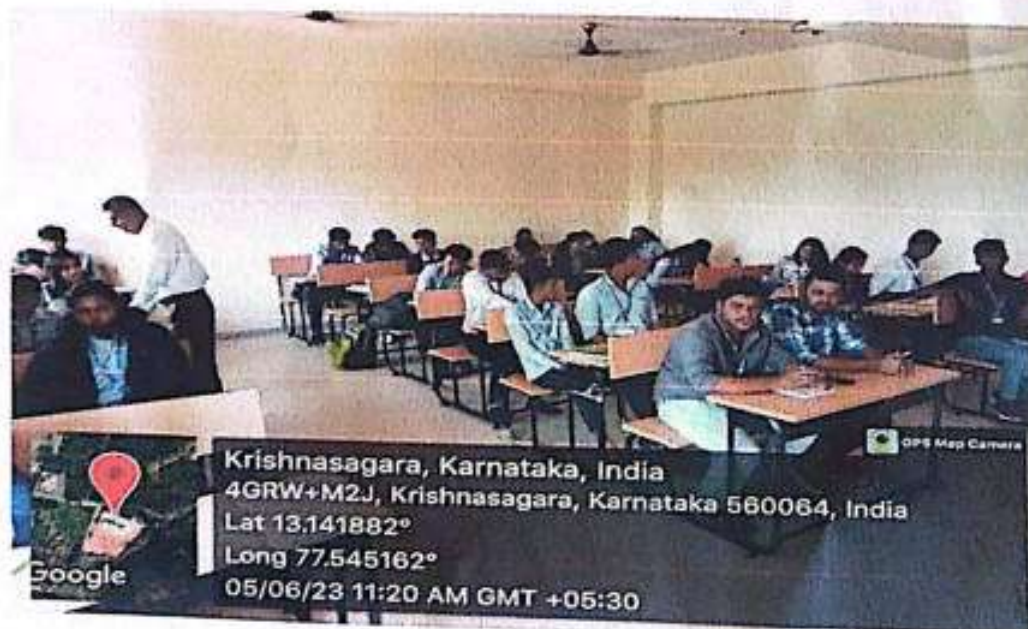 GPS Map Camera
Krishnasagara, Karnataka, India
4GRW+M2J, Krishnasagara, Karnataka 560064, India
Lat 13.141882°
Long 77.545162°
05/06/23 11:20 AM GMT +05:30
Google